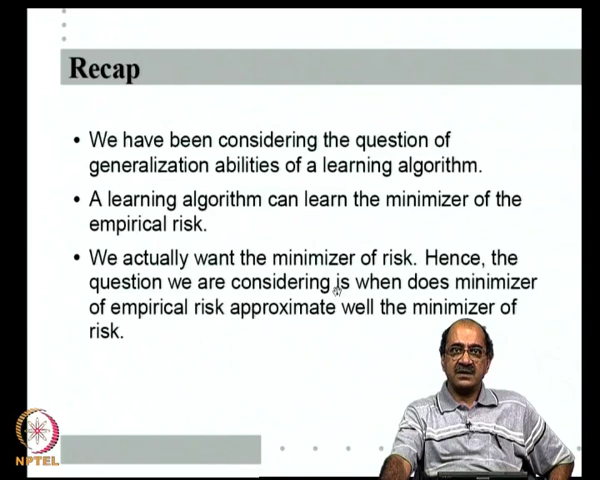 Recap
• We have been considering the question of
generalization abilities of a learning algorithm.
• A learning algorithm can learn the minimizer of the
empirical risk.
• We actually want the minimizer of risk. Hence, the
question we are considering is when does minimizer
of empirical risk approximate well the minimizer of
risk.
NPTEL